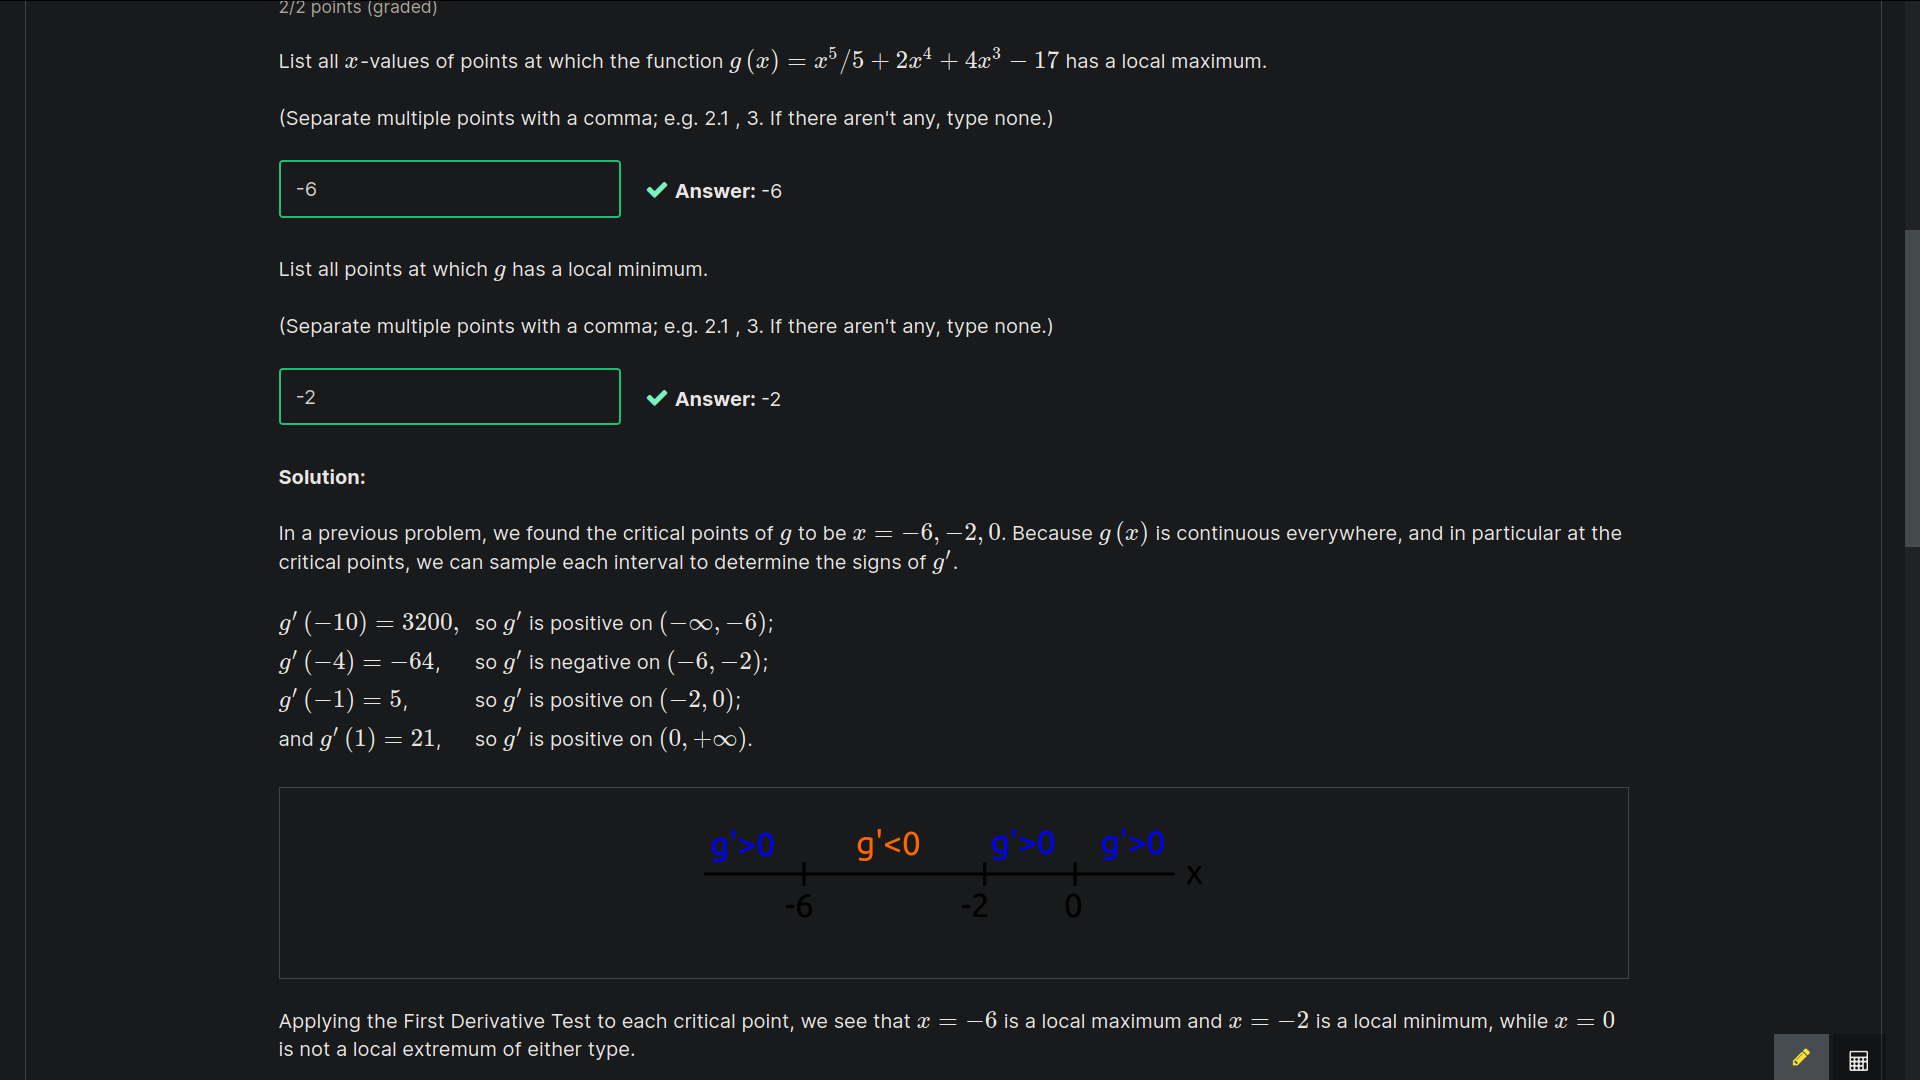 2/2 points (graded)
List all x-values of points at which the function g (x) = x⁵/5 + 2x⁴ + 4x³ − 17 has a local maximum.
(Separate multiple points with a comma; e.g. 2.1 , 3. If there aren't any, type none.)
-6
Answer: -6
List all points at which g has a local minimum.
(Separate multiple points with a comma; e.g. 2.1 , 3. If there aren't any, type none.)
-2
Answer: -2
Solution:
In a previous problem, we found the critical points of g to be x = −6, −2, 0. Because g (x) is continuous everywhere, and in particular at the
critical points, we can sample each interval to determine the signs of g′.
g′ (−10) = 3200, so g′ is positive on (−∞, −6);
g′ (−4) = −64, so g′ is negative on (−6, −2);
g′ (−1) = 5, so g′ is positive on (−2, 0);
and g′ (1) = 21, so g′ is positive on (0, +∞).
g'>0 g'<0 g'>0 g'>0
x
-6 -2 0
Applying the First Derivative Test to each critical point, we see that x = −6 is a local maximum and x = −2 is a local minimum, while x = 0
is not a local extremum of either type.